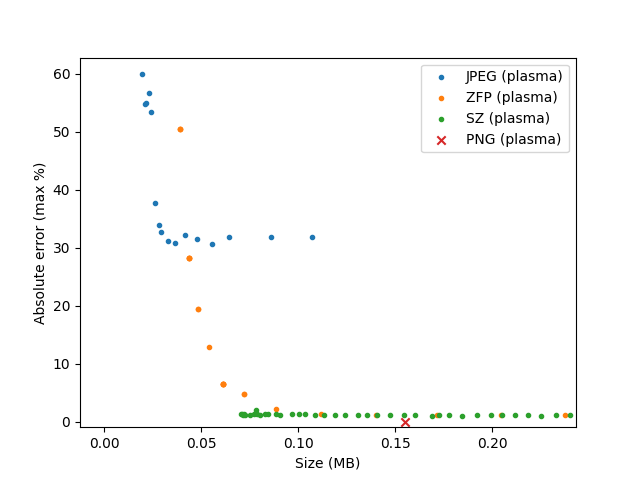 60
50
40
30
20
10
0
Absolute error (max %)
0.00 0.05 0.10 0.15 0.20
Size (MB)
JPEG (plasma)
ZFP (plasma)
SZ (plasma)
PNG (plasma)